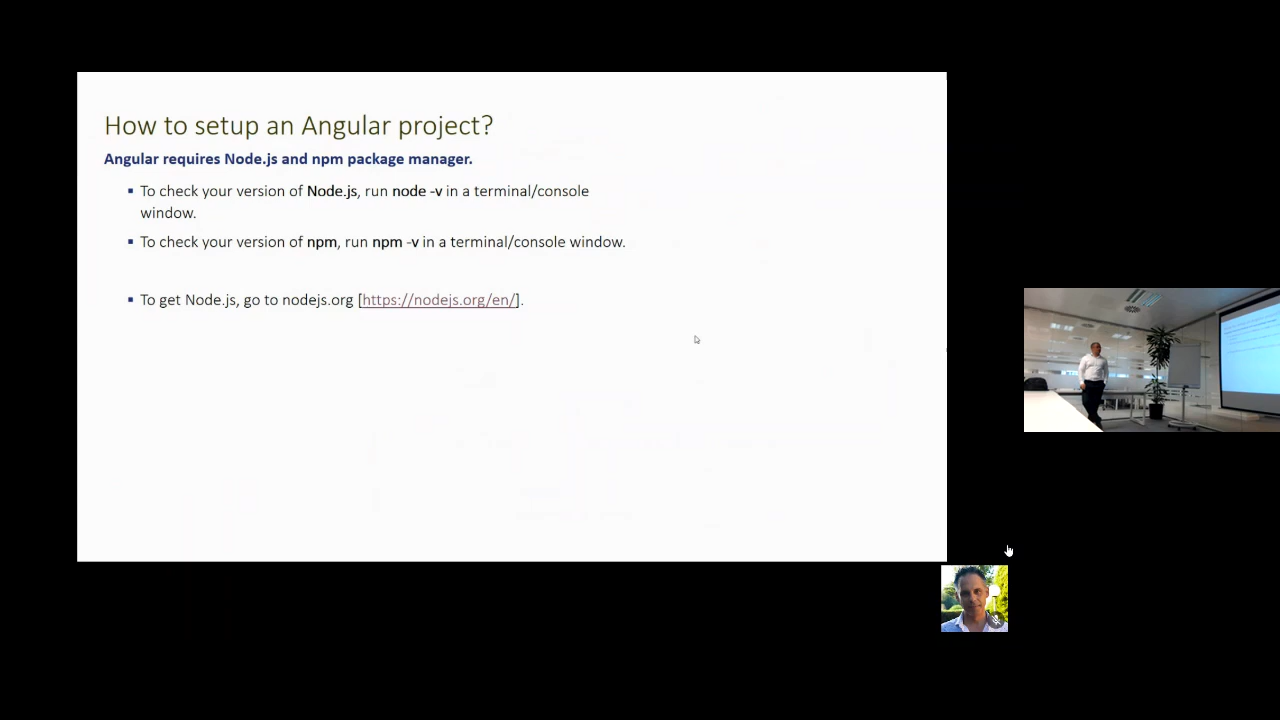 How to setup an Angular project?
Angular requires Node.js and npm package manager.
▪ To check your version of Node.js, run node -v in a terminal/console
window.
▪ To check your version of npm, run npm -v in a terminal/console window.
▪ To get Node.js, go to nodejs.org [https://nodejs.org/en/].